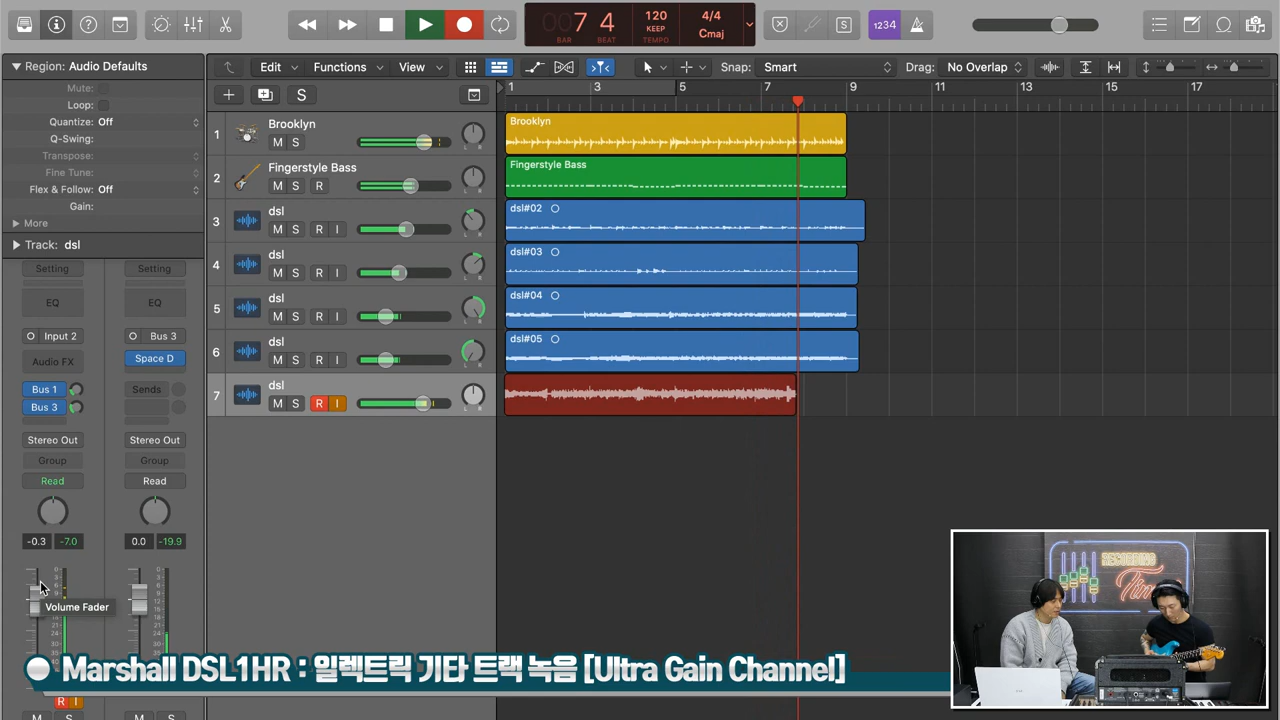 7 4
BAR BEAT
120
KEEP
TEMPO
4/4
Cmaj
S
1234
Region: Audio Defaults
Mute:
Loop:
Quantize: Off
Q-Swing:
Transpose:
Fine Tune:
Flex & Follow: Off
Gain:
More
Track: dsl
Edit Functions View
Snap: Smart
Drag: No Overlap
S
1 3 5 7 9 11 13 15 17
1 Brooklyn
M S
2 Fingerstyle Bass
M S R
3 dsl
M S R I
4 dsl
M S R I
5 dsl
M S R I
6 dsl
M S R I
7 dsl
M S R I
Brooklyn
Fingerstyle Bass
dsl#02
dsl#03
dsl#04
dsl#05
Setting Setting
EQ EQ
Input 2 Bus 3
Audio FX Space D
Bus 1 Sends
Bus 3
Stereo Out Stereo Out
Group Group
Read Read
-0.3 -7.0 0.0 -19.9
Volume Fader
R I
M S M S
RECORDING
Time
Marshall DSL1HR : 일렉트릭 기타 트랙 녹음 [Ultra Gain Channel]